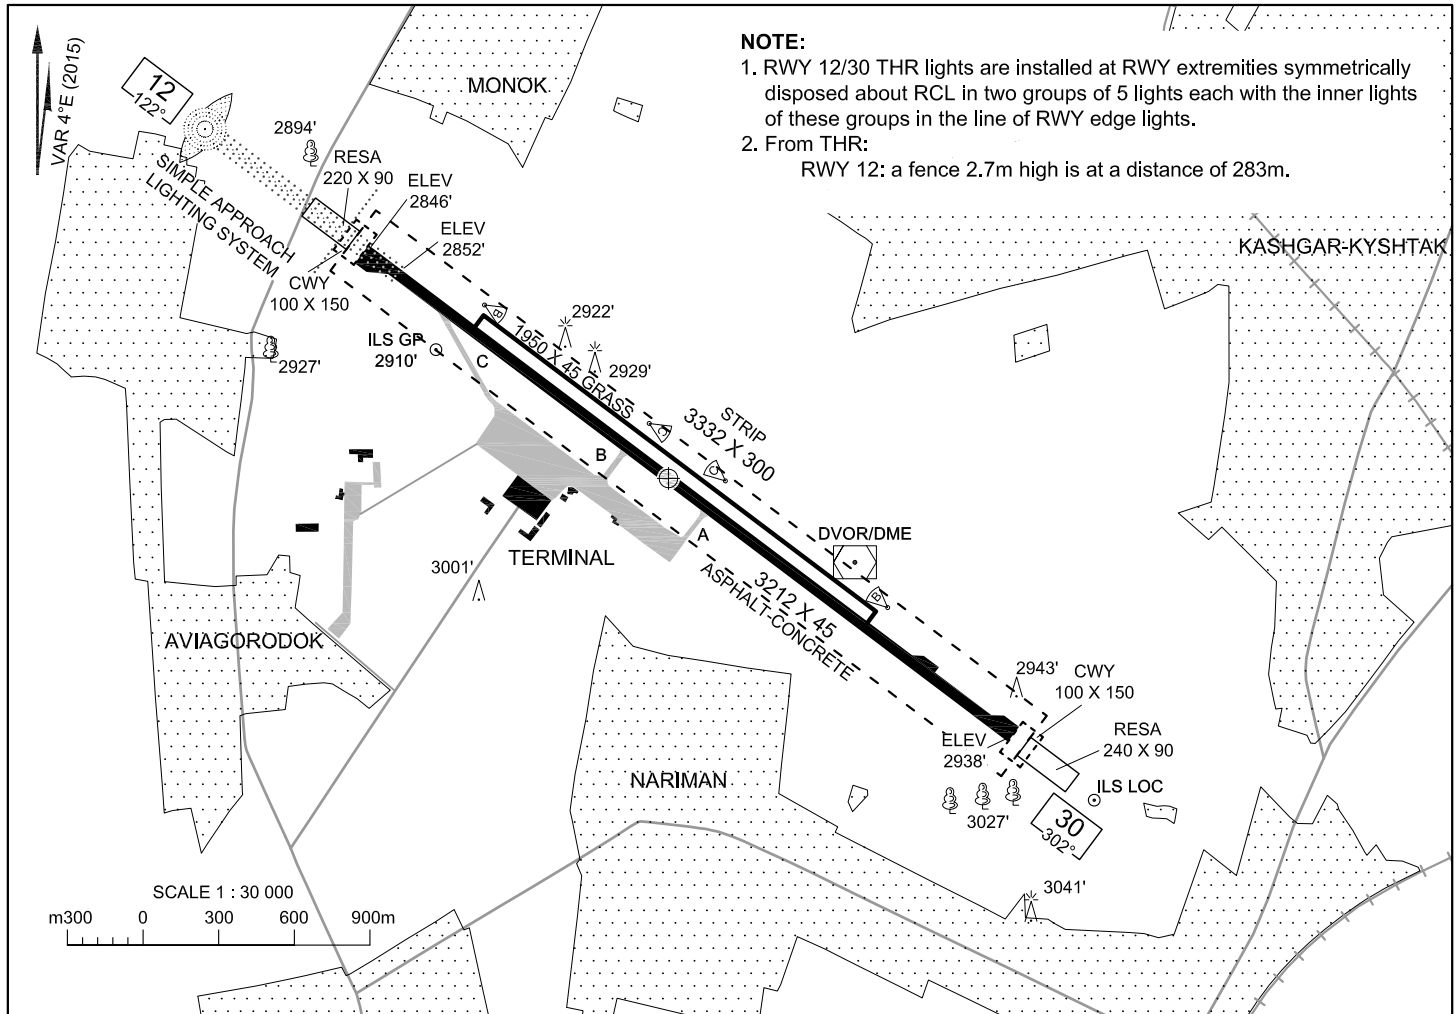 NOTE:
1. RWY 12/30 THR lights are installed at RWY extremities symmetrically
disposed about RCL in two groups of 5 lights each with the inner lights
of these groups in the line of RWY edge lights.
2. From THR:
RWY 12: a fence 2.7m high is at a distance of 283m.
VAR 4°E (2015)
12
122°
MONOK
2894'
RESA
220 X 90
ELEV
2846'
ELEV
2852'
SIMPLE APPROACH
LIGHTING SYSTEM
CWY
100 X 150
KASHGAR-KYSHTAK
B
2922'
ILS GP
2910'
C
1950 X 45 GRASS
2929'
2927'
STRIP
3332 X 300
C
C
B
A
DVOR/DME
TERMINAL
3001'
3212 X 45
ASPHALT-CONCRETE
B
AVIAGORODOK
2943'
CWY
100 X 150
RESA
240 X 90
ELEV
2938'
NARIMAN
ILS LOC
3027'
30
302°
3041'
SCALE 1 : 30 000
m300 0 300 600 900m